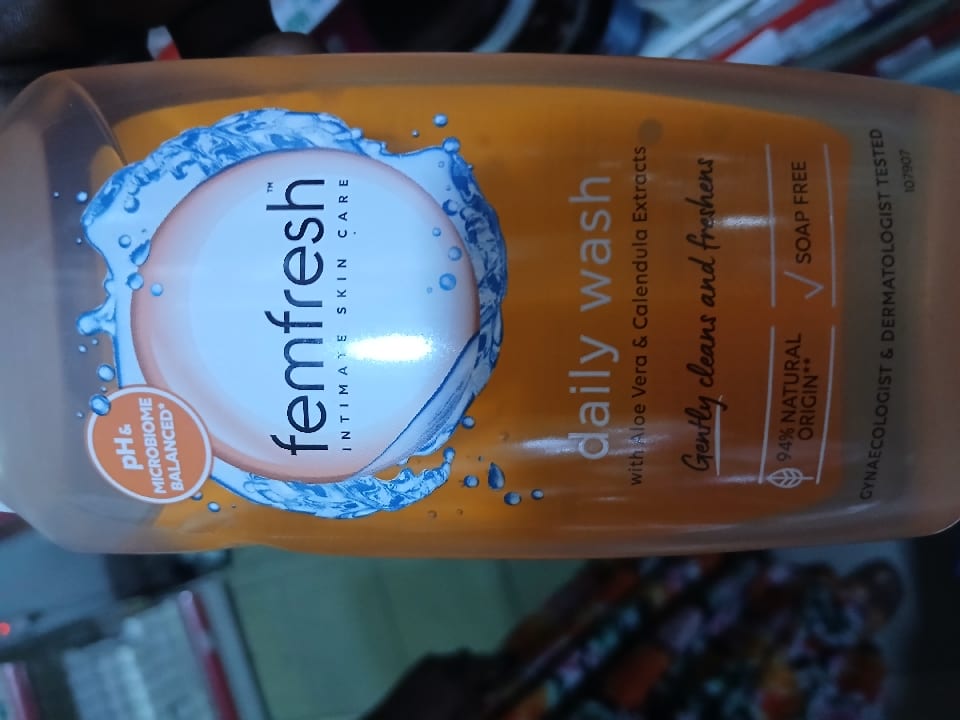 pH &
MICROBIOME
BALANCED*
femfresh™
INTIMATE SKIN CARE
daily wash
with Aloe Vera & Calendula Extracts
Gently cleans and freshens
94% NATURAL
ORIGIN**
✓ SOAP FREE
GYNAECOLOGIST & DERMATOLOGIST TESTED
107907